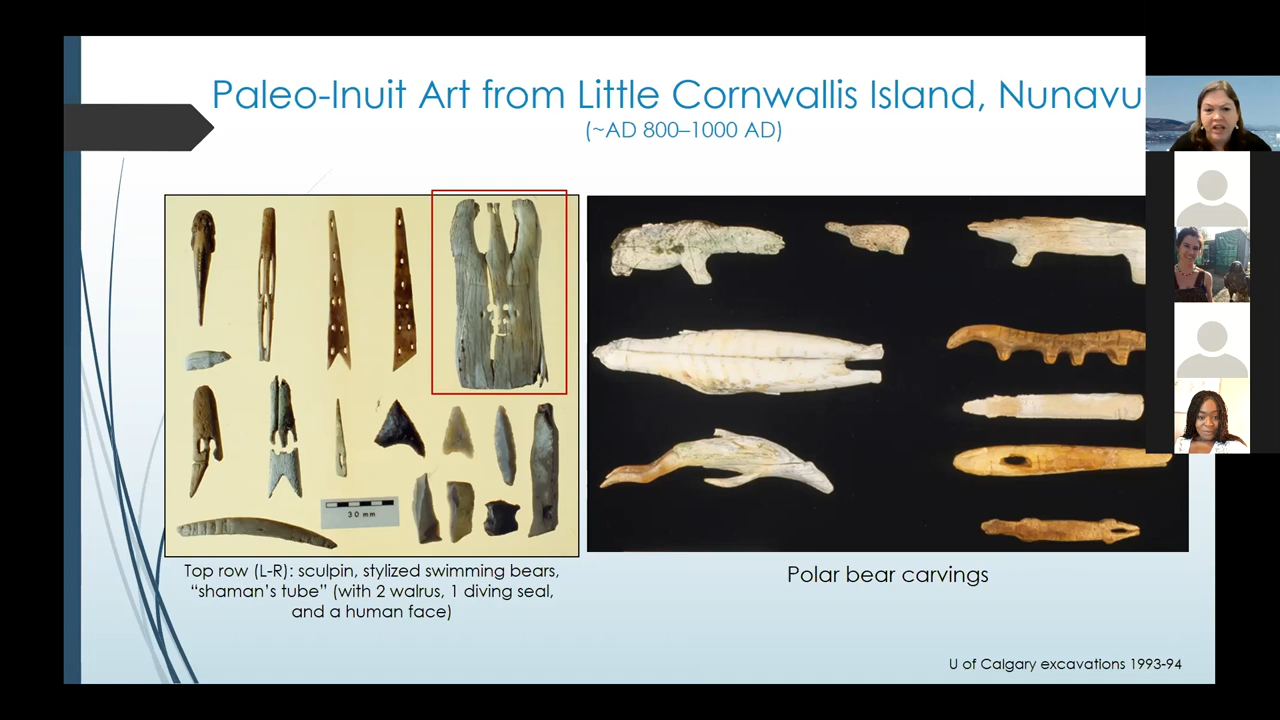 Paleo-Inuit Art from Little Cornwallis Island, Nunavu
(~AD 800–1000 AD)
30 mm
Top row (L-R): sculpin, stylized swimming bears,
“shaman’s tube” (with 2 walrus, 1 diving seal,
and a human face)
Polar bear carvings
U of Calgary excavations 1993-94